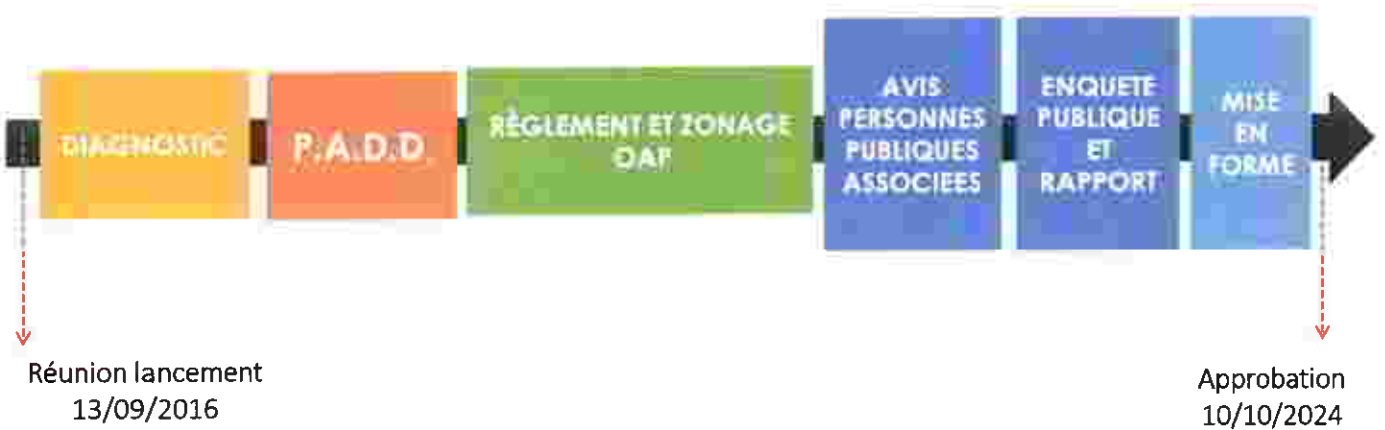 DIAGNOSTIC
P.A.D.D.
RÈGLEMENT ET ZONAGE
OAP
AVIS
PERSONNES
PUBLIQUES
ASSOCIEES
ENQUETE
PUBLIQUE
ET
RAPPORT
MISE
EN
FORME
Réunion lancement
13/09/2016
Approbation
10/10/2024